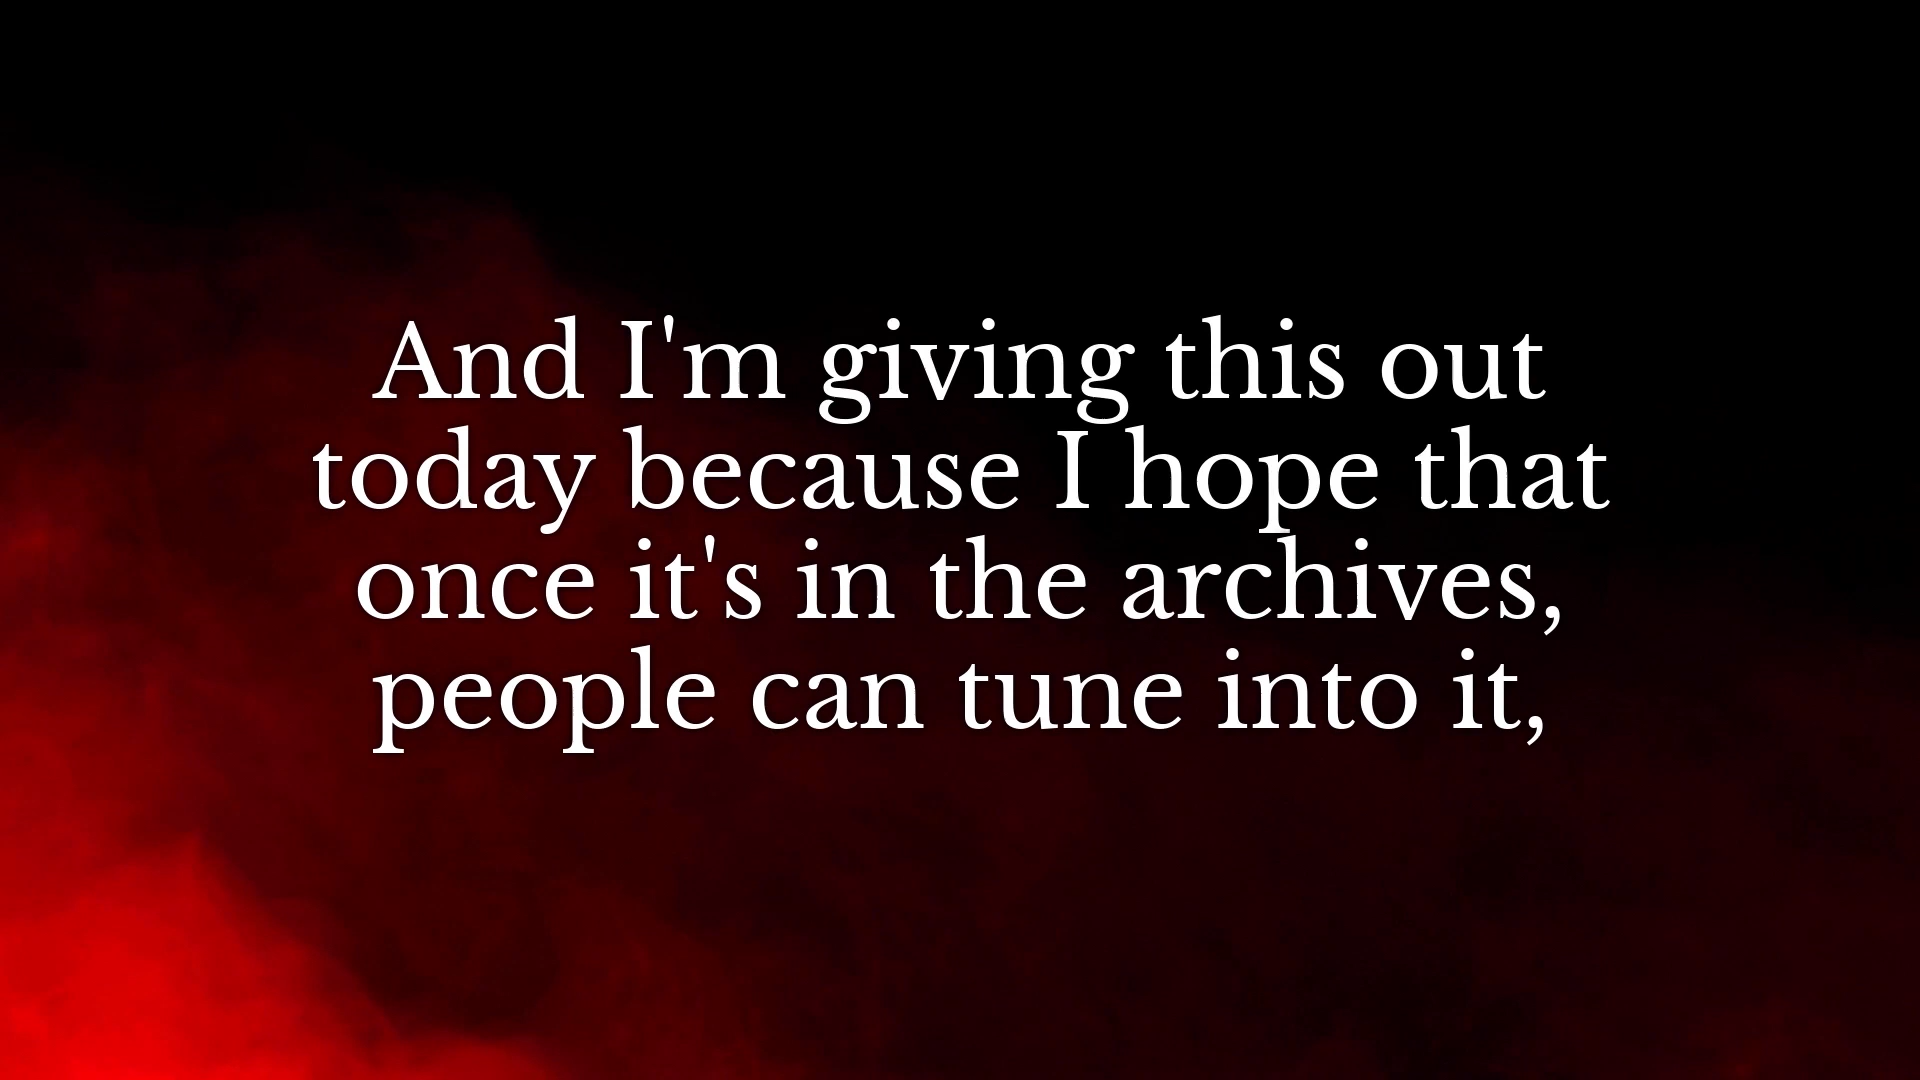 And I'm giving this out
today because I hope that
once it's in the archives,
people can tune into it,